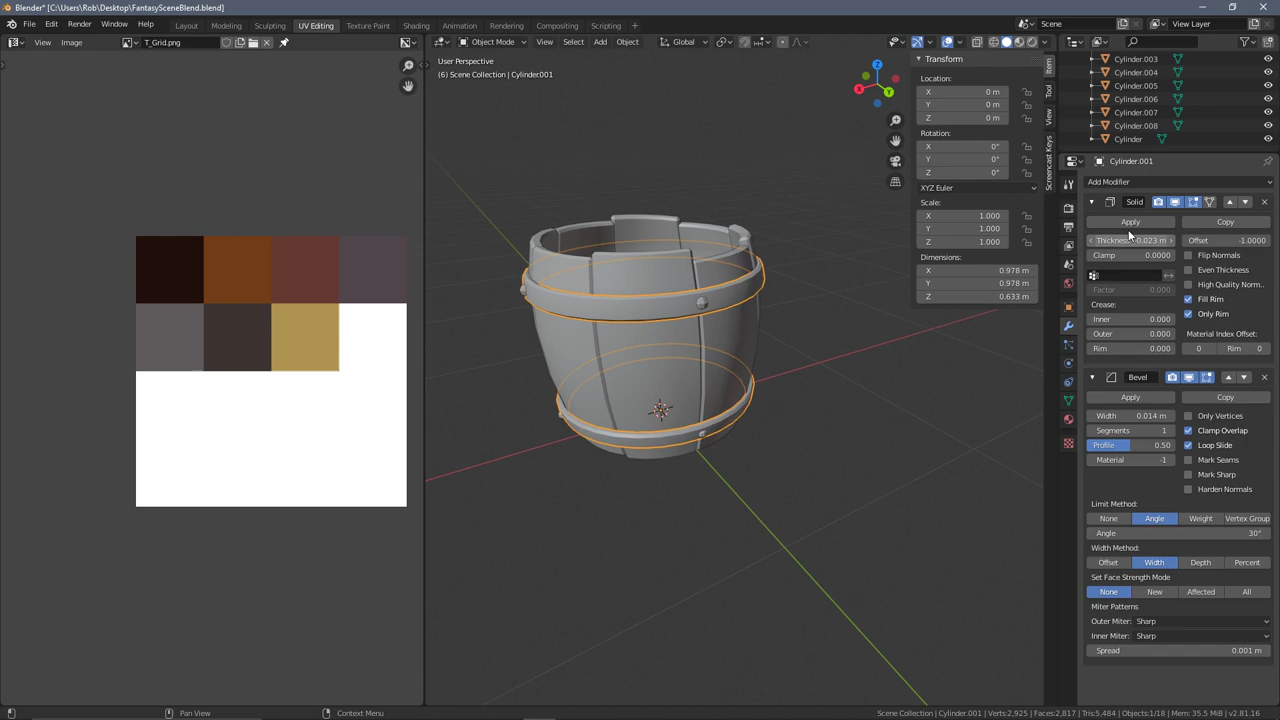 Blender* [C:\Users\Rob\Desktop\FantasySceneBlend.blend]
File Edit Render Window Help Layout Modeling Sculpting UV Editing Texture Paint Shading Animation Rendering Compositing Scripting Scene View Layer
View Image T_Grid.png Object Mode View Select Add Object Global
User Perspective
(6) Scene Collection | Cylinder.001
Z
X
Y
Transform
Location:
X 0 m
Y 0 m
Z 0 m
Rotation:
X 0°
Y 0°
Z 0°
XYZ Euler
Scale:
X 1.000
Y 1.000
Z 1.000
Dimensions:
X 0.978 m
Y 0.978 m
Z 0.633 m
Item
Tool
View
Screencast Keys
Cylinder.003
Cylinder.004
Cylinder.005
Cylinder.006
Cylinder.007
Cylinder.008
Cylinder
Cylinder.001
Add Modifier
Solid
Apply Copy
Thickness 0.023 m Offset -1.0000
Clamp 0.0000 Flip Normals
Even Thickness
Factor 0.000 High Quality Norm..
Crease: Fill Rim
Inner 0.000 Only Rim
Outer 0.000 Material Index Offset:
Rim 0.000 0 Rim 0
Bevel
Apply Copy
Width 0.014 m Only Vertices
Segments 1 Clamp Overlap
Profile 0.50 Loop Slide
Material -1 Mark Seams
Mark Sharp
Harden Normals
Limit Method:
None Angle Weight Vertex Group
Angle 30°
Width Method:
Offset Width Depth Percent
Set Face Strength Mode
None New Affected All
Miter Patterns
Outer Miter: Sharp
Inner Miter: Sharp
Spread 0.001 m
Pan View Context Menu Scene Collection | Cylinder.001 | Verts:2,925 | Faces:2,817 | Tris:5,484 | Objects:1/18 | Mem: 35.5 MiB | v2.81.16